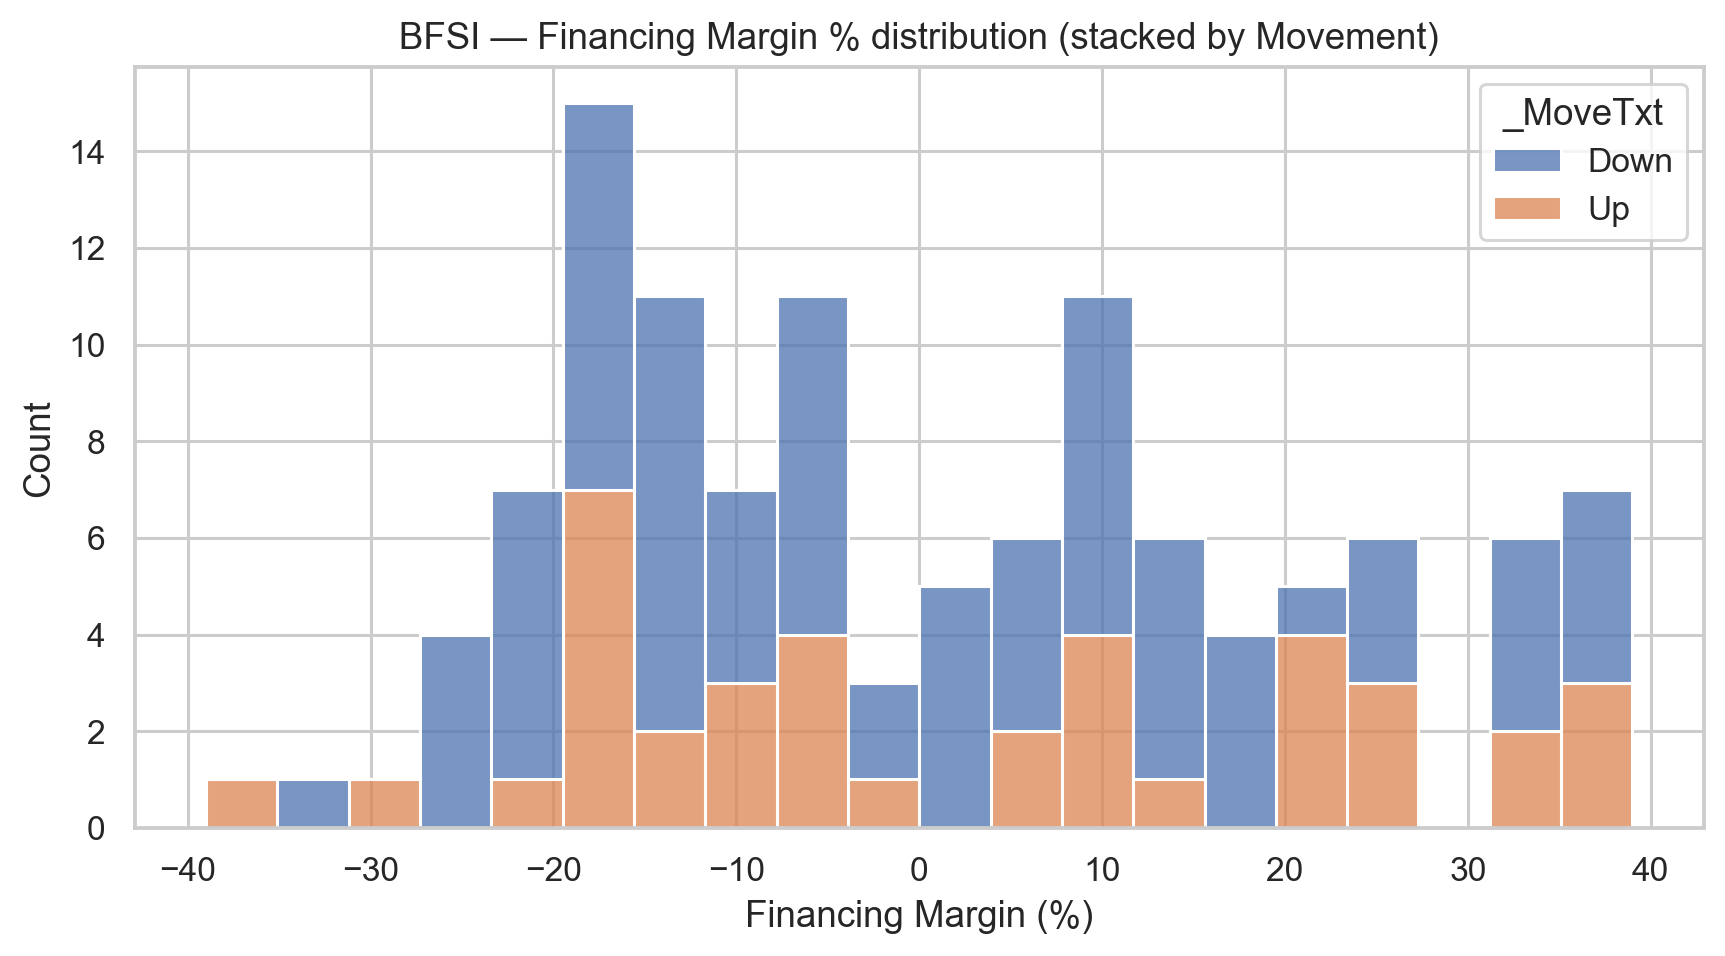 BFSI — Financing Margin % distribution (stacked by Movement)
_MoveTxt
Down
Up
Count
14
12
10
8
6
4
2
0
−40 −30 −20 −10 0 10 20 30 40
Financing Margin (%)